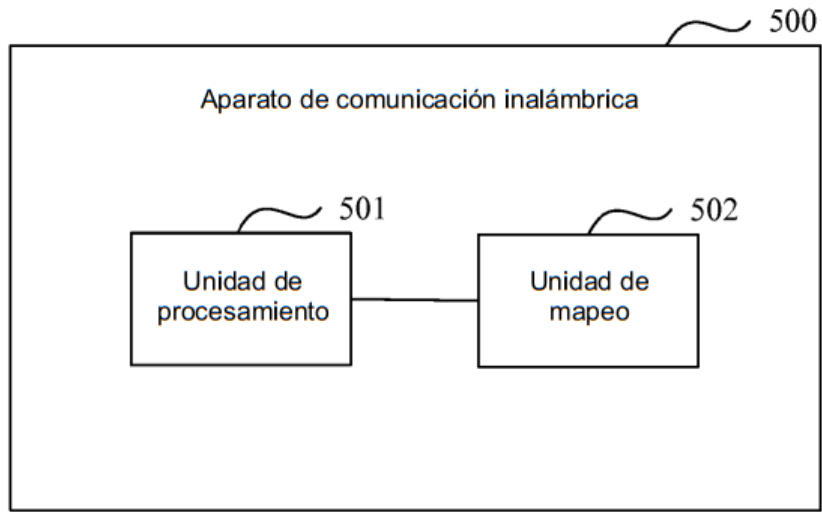 500
Aparato de comunicación inalámbrica
501
502
Unidad de
procesamiento
Unidad de
mapeo